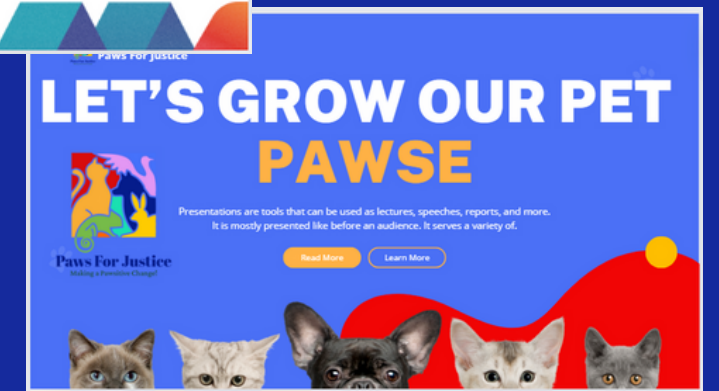 Paws For Justice
LET'S GROW OUR PET
PAWSE
Presentations are tools that can be used as lectures, speeches, reports, and more.
It is mostly presented like before an audience. It serves a variety of.
Read More
Learn More
Paws For Justice
Making a Pawsitive Change!